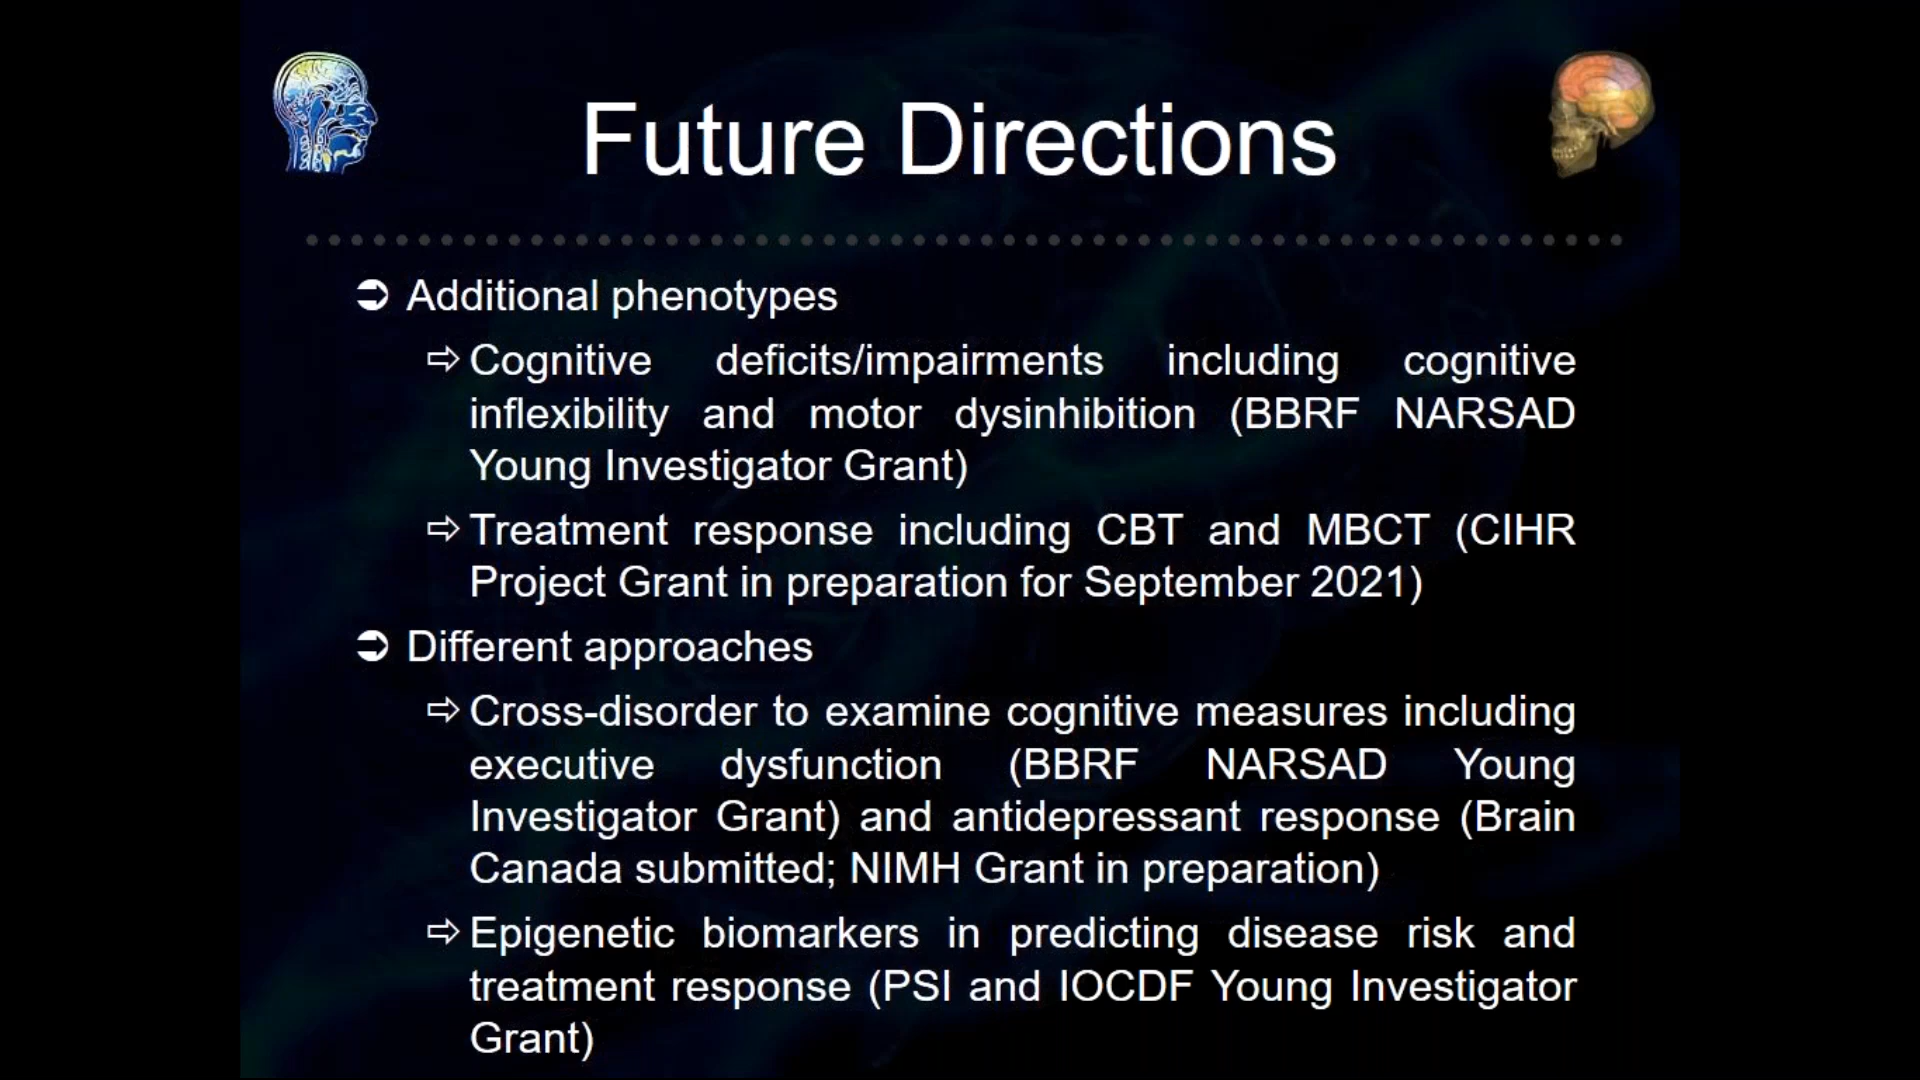 Future Directions
Additional phenotypes
Cognitive deficits/impairments including cognitive
inflexibility and motor dysinhibition (BBRF NARSAD
Young Investigator Grant)
Treatment response including CBT and MBCT (CIHR
Project Grant in preparation for September 2021)
Different approaches
Cross-disorder to examine cognitive measures including
executive dysfunction (BBRF NARSAD Young
Investigator Grant) and antidepressant response (Brain
Canada submitted; NIMH Grant in preparation)
Epigenetic biomarkers in predicting disease risk and
treatment response (PSI and IOCDF Young Investigator
Grant)